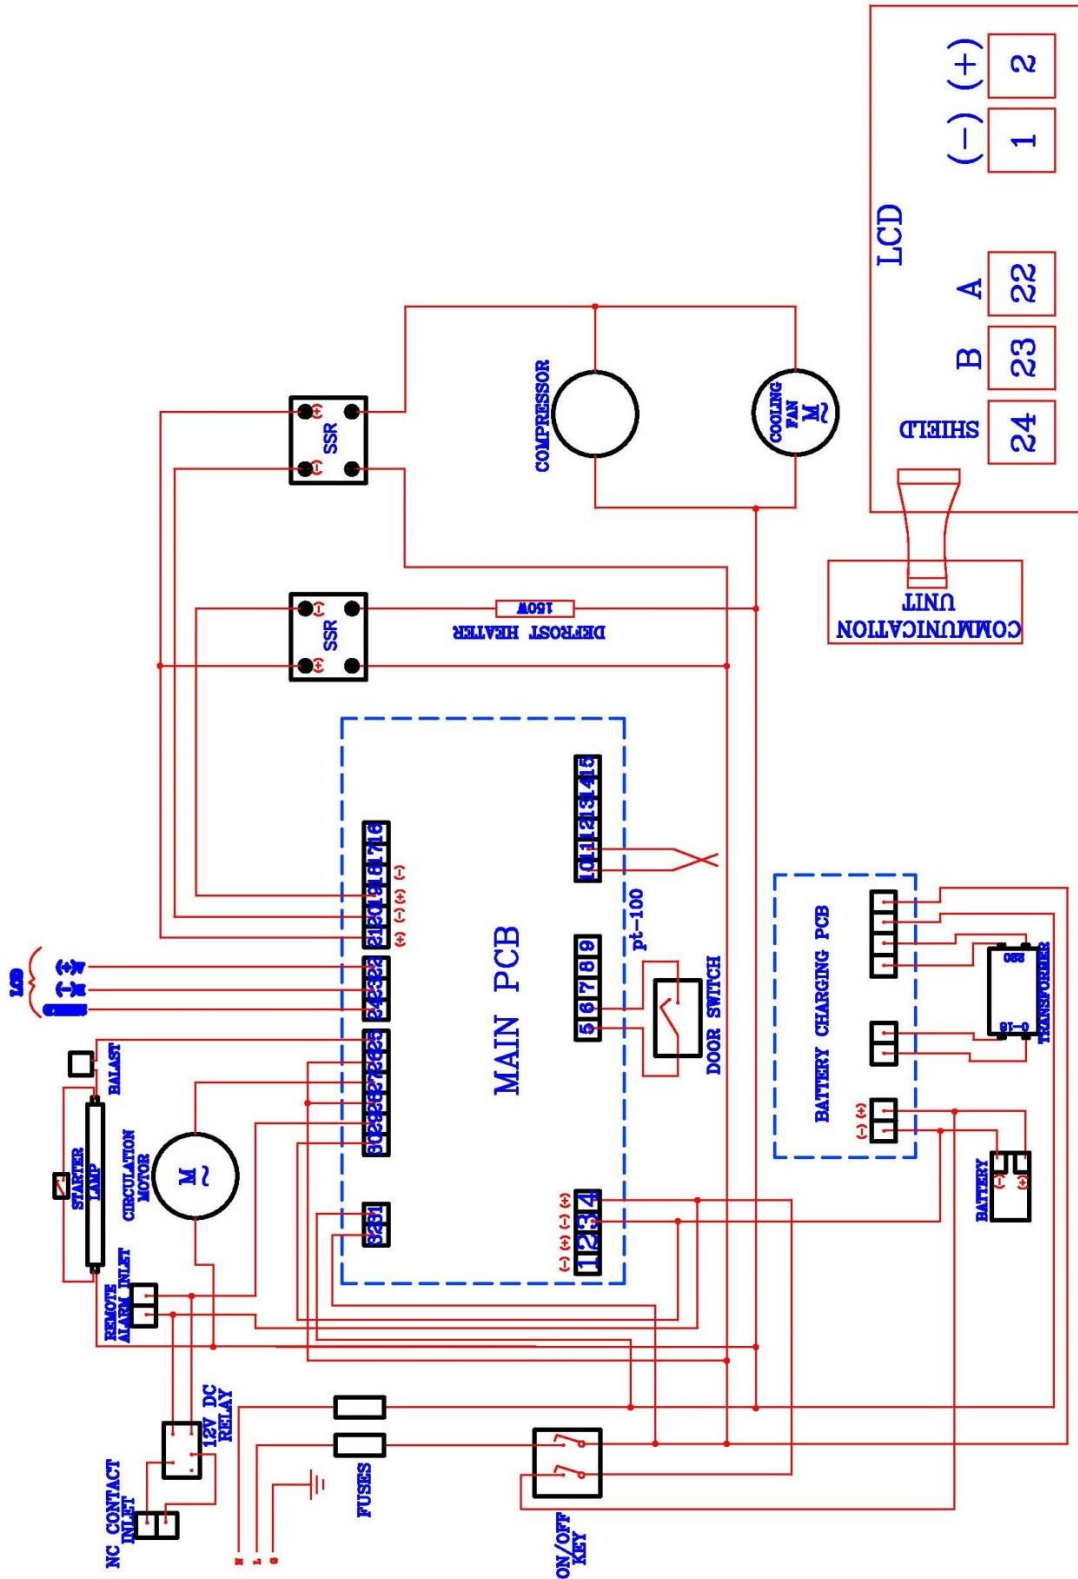 LCD
(-) (+)
B A
SHIELD
24 23 22 1 2
COMMUNICATION
UNIT
SSR
(-) (+)
COMPRESSOR
COOLING
FAN
M
~
SSR
(+) (-)
150W
DEFROST HEATER
MAIN PCB
21 20 19 18 17 16
(+) (-) (+) (-)
24 23 22
30 29 28 27 26 25
32 31
10 11 12 13 14 15
pt-100
5 6 7 8 9
DOOR SWITCH
1 2 3 4
(-) (+) (-) (+)
LCD
A(+)
B(-)
SHIELD
BALAST
STARTER
LAMP
CIRCULATION
MOTOR
M
~
REMOTE
ALARM INLET
12V DC
RELAY
NC CONTACT
INLET
N
L
G
FUSES
ON/OFF
KEY
BATTERY CHARGING PCB
(-) (+)
BATTERY
(-)
(+)
TRANSFORMER
220